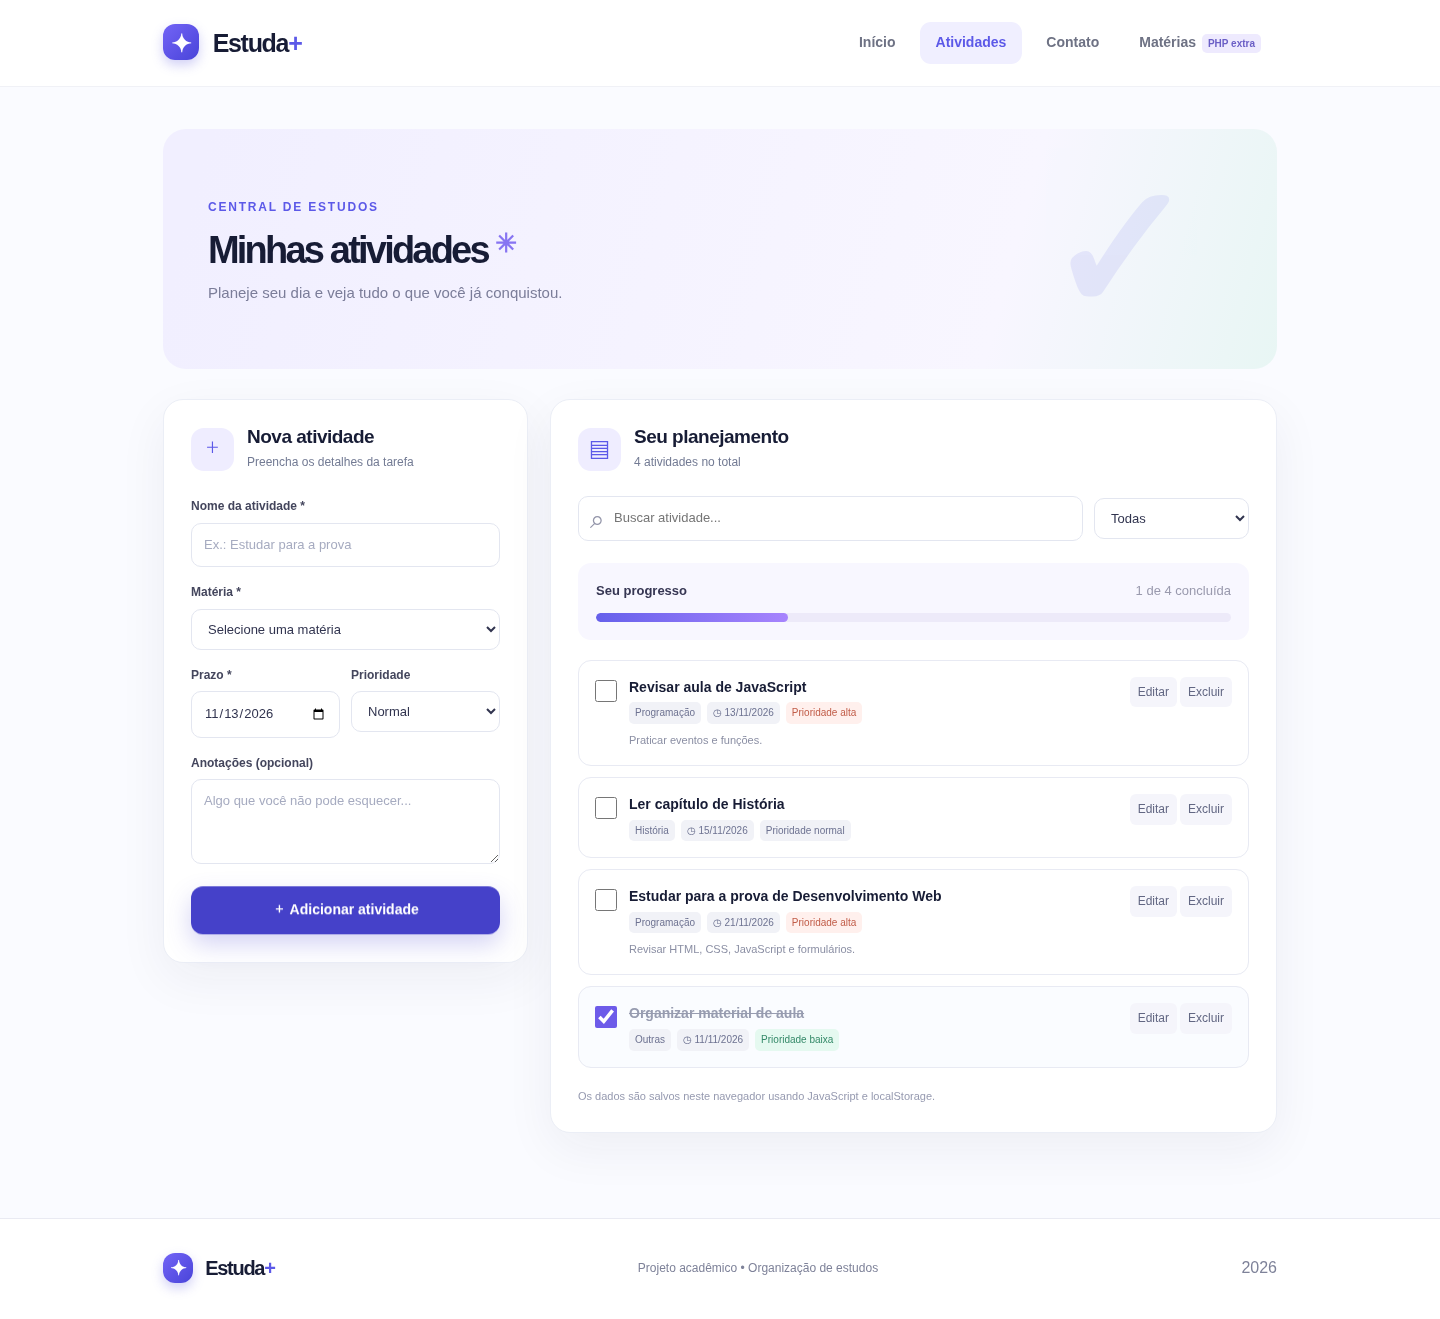 Estuda+
Início
Atividades
Contato
Matérias PHP extra
CENTRAL DE ESTUDOS
Minhas atividades
Planeje seu dia e veja tudo o que você já conquistou.
Nova atividade
Preencha os detalhes da tarefa
Nome da atividade *
Ex.: Estudar para a prova
Matéria *
Selecione uma matéria
Prazo * Prioridade
11/13/2026 Normal
Anotações (opcional)
Algo que você não pode esquecer...
+ Adicionar atividade
Seu planejamento
4 atividades no total
Buscar atividade... Todas
Seu progresso 1 de 4 concluída
Revisar aula de JavaScript Editar Excluir
Programação 13/11/2026 Prioridade alta
Praticar eventos e funções.
Ler capítulo de História Editar Excluir
História 15/11/2026 Prioridade normal
Estudar para a prova de Desenvolvimento Web Editar Excluir
Programação 21/11/2026 Prioridade alta
Revisar HTML, CSS, JavaScript e formulários.
Organizar material de aula Editar Excluir
Outras 11/11/2026 Prioridade baixa
Os dados são salvos neste navegador usando JavaScript e localStorage.
Estuda+
Projeto acadêmico • Organização de estudos
2026